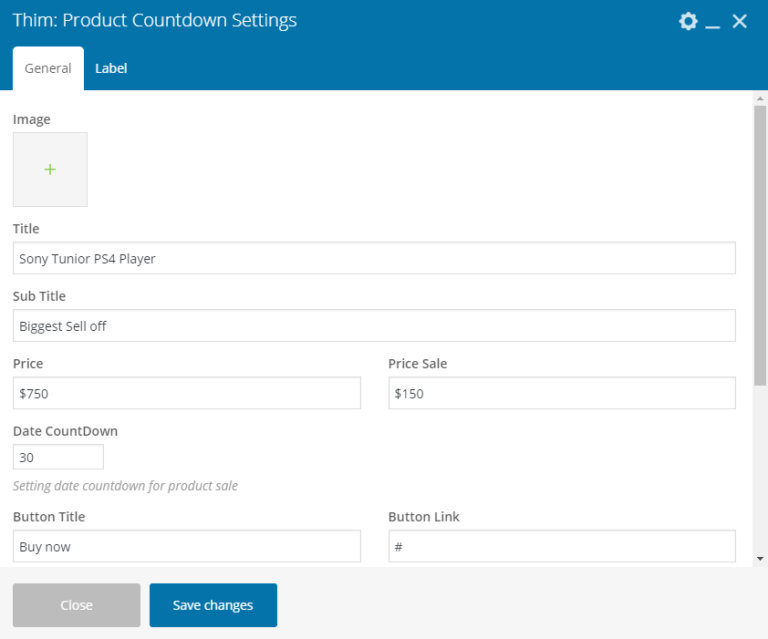 Thim: Product Countdown Settings
General Label
Image
+
Title
Sony Tunior PS4 Player
Sub Title
Biggest Sell off
Price Price Sale
$750 $150
Date CountDown
30
Setting date countdown for product sale
Button Title Button Link
Buy now #
Close Save changes